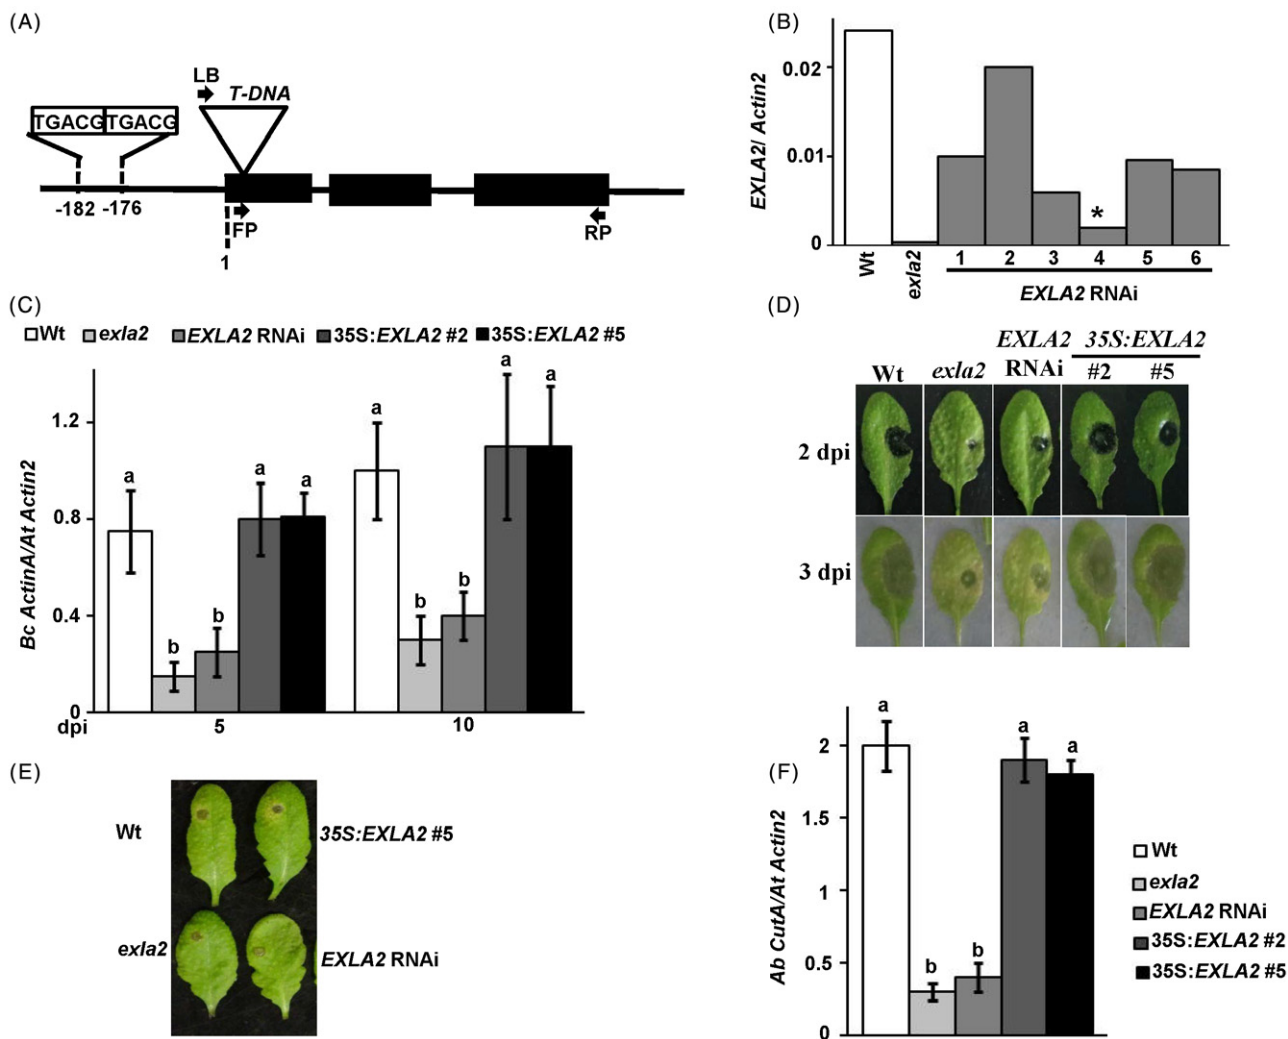 (A)
LB
T-DNA
TGACG TGACG
-182 -176
FP
RP
1
(B)
EXLA2/ Actin2
0.02
0.01
0
*
Wt
exla2
1 2 3 4 5 6
EXLA2 RNAi
(C)
Wt exla2 EXLA2 RNAi 35S:EXLA2 #2 35S:EXLA2 #5
Bc ActinA/At Actin2
1.2
0.8
0.4
0
a b b a a a b b a a
dpi 5 10
(D)
EXLA2 35S:EXLA2
Wt exla2 RNAi #2 #5
2 dpi
3 dpi
(E)
Wt 35S:EXLA2 #5
exla2 EXLA2 RNAi
(F)
Ab CutA/At Actin2
2
1.5
1
0.5
0
a b b a a
Wt
exla2
EXLA2 RNAi
35S:EXLA2 #2
35S:EXLA2 #5